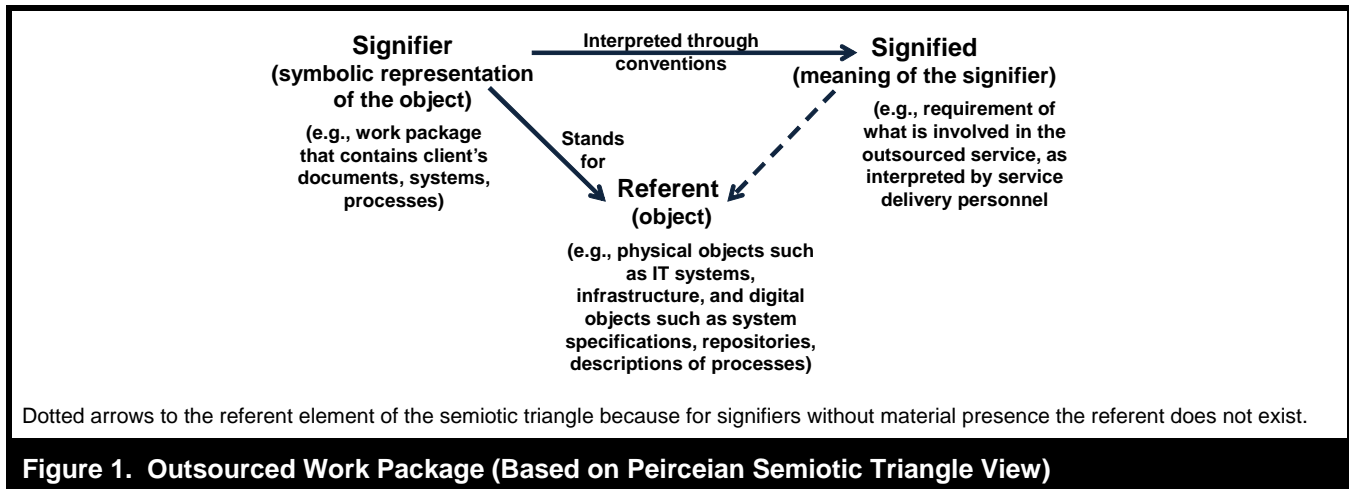 Signifier
(symbolic representation
of the object)
(e.g., work package
that contains client's
documents, systems,
processes)
Interpreted through
conventions
Signified
(meaning of the signifier)
(e.g., requirement of
what is involved in the
outsourced service, as
interpreted by service
delivery personnel
Stands
for
Referent
(object)
(e.g., physical objects such
as IT systems,
infrastructure, and digital
objects such as system
specifications, repositories,
descriptions of processes)
Dotted arrows to the referent element of the semiotic triangle because for signifiers without material presence the referent does not exist.
Figure 1. Outsourced Work Package (Based on Peirceian Semiotic Triangle View)